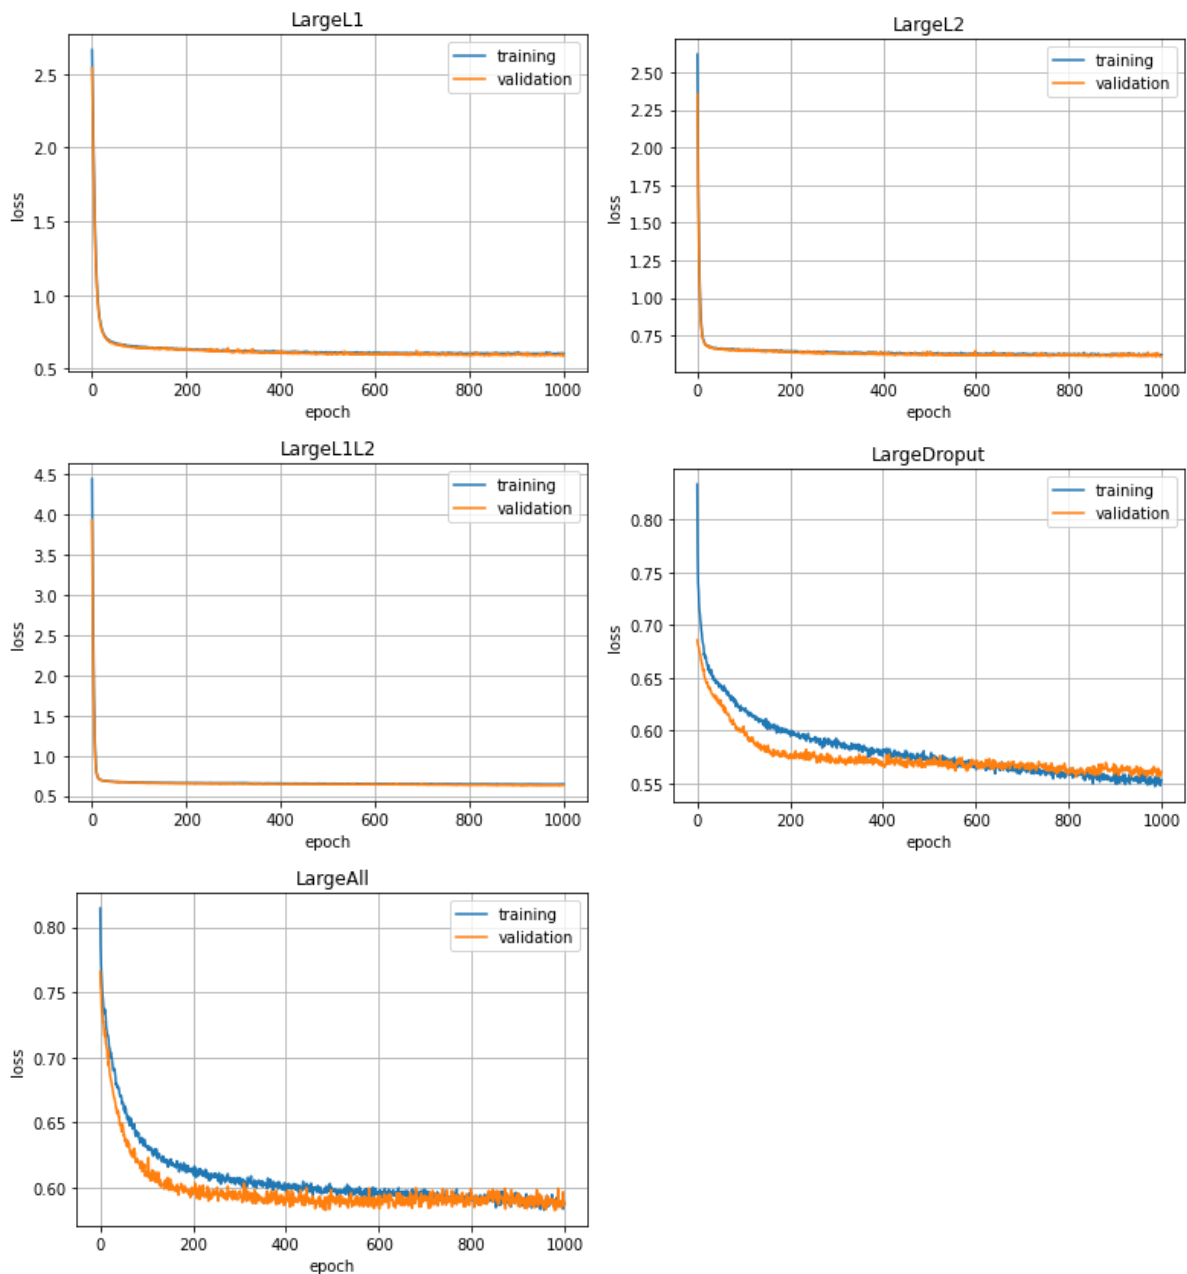 LargeL1
training
validation
2.5
2.0
1.5
1.0
0.5
loss
0 200 400 600 800 1000
epoch
LargeL2
training
validation
2.50
2.25
2.00
1.75
1.50
1.25
1.00
0.75
loss
0 200 400 600 800 1000
epoch
LargeL1L2
training
validation
4.5
4.0
3.5
3.0
2.5
2.0
1.5
1.0
0.5
loss
0 200 400 600 800 1000
epoch
LargeDroput
training
validation
0.80
0.75
0.70
0.65
0.60
0.55
loss
0 200 400 600 800 1000
epoch
LargeAll
training
validation
0.80
0.75
0.70
0.65
0.60
loss
0 200 400 600 800 1000
epoch